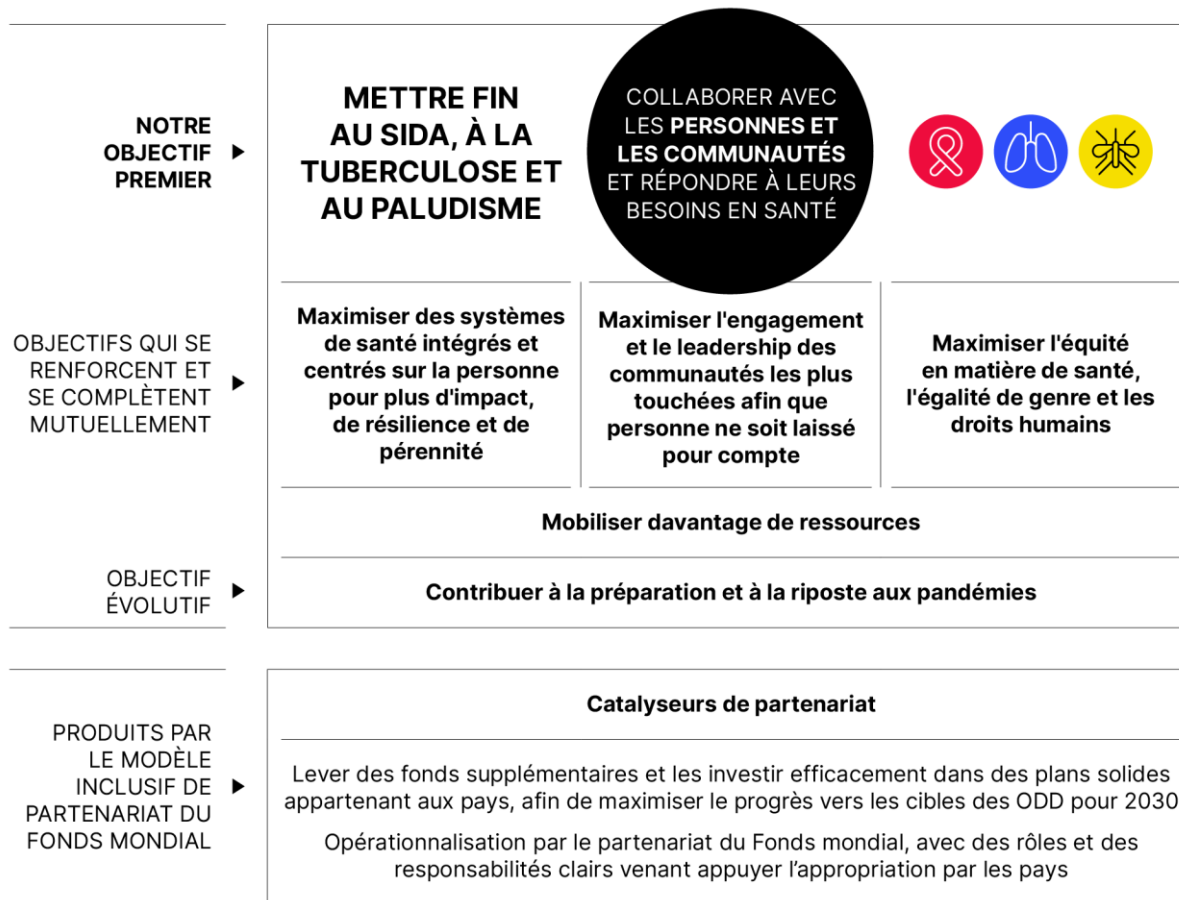 NOTRE
OBJECTIF
PREMIER
METTRE FIN
AU SIDA, À LA
TUBERCULOSE ET
AU PALUDISME
COLLABORER AVEC
LES PERSONNES ET
LES COMMUNAUTÉS
ET RÉPONDRE À LEURS
BESOINS EN SANTÉ
OBJECTIFS QUI SE
RENFORCENT ET
SE COMPLÈTENT
MUTUELLEMENT
Maximiser des systèmes
de santé intégrés et
centrés sur la personne
pour plus d'impact,
de résilience et de
pérennité
Maximiser l'engagement
et le leadership des
communautés les plus
touchées afin que
personne ne soit laissé
pour compte
Maximiser l'équité
en matière de santé,
l'égalité de genre et les
droits humains
Mobiliser davantage de ressources
OBJECTIF
ÉVOLUTIF
Contribuer à la préparation et à la riposte aux pandémies
PRODUITS PAR
LE MODÈLE
INCLUSIF DE
PARTENARIAT DU
FONDS MONDIAL
Catalyseurs de partenariat
Lever des fonds supplémentaires et les investir efficacement dans des plans solides
appartenant aux pays, afin de maximiser le progrès vers les cibles des ODD pour 2030
Opérationnalisation par le partenariat du Fonds mondial, avec des rôles et des
responsabilités clairs venant appuyer l’appropriation par les pays